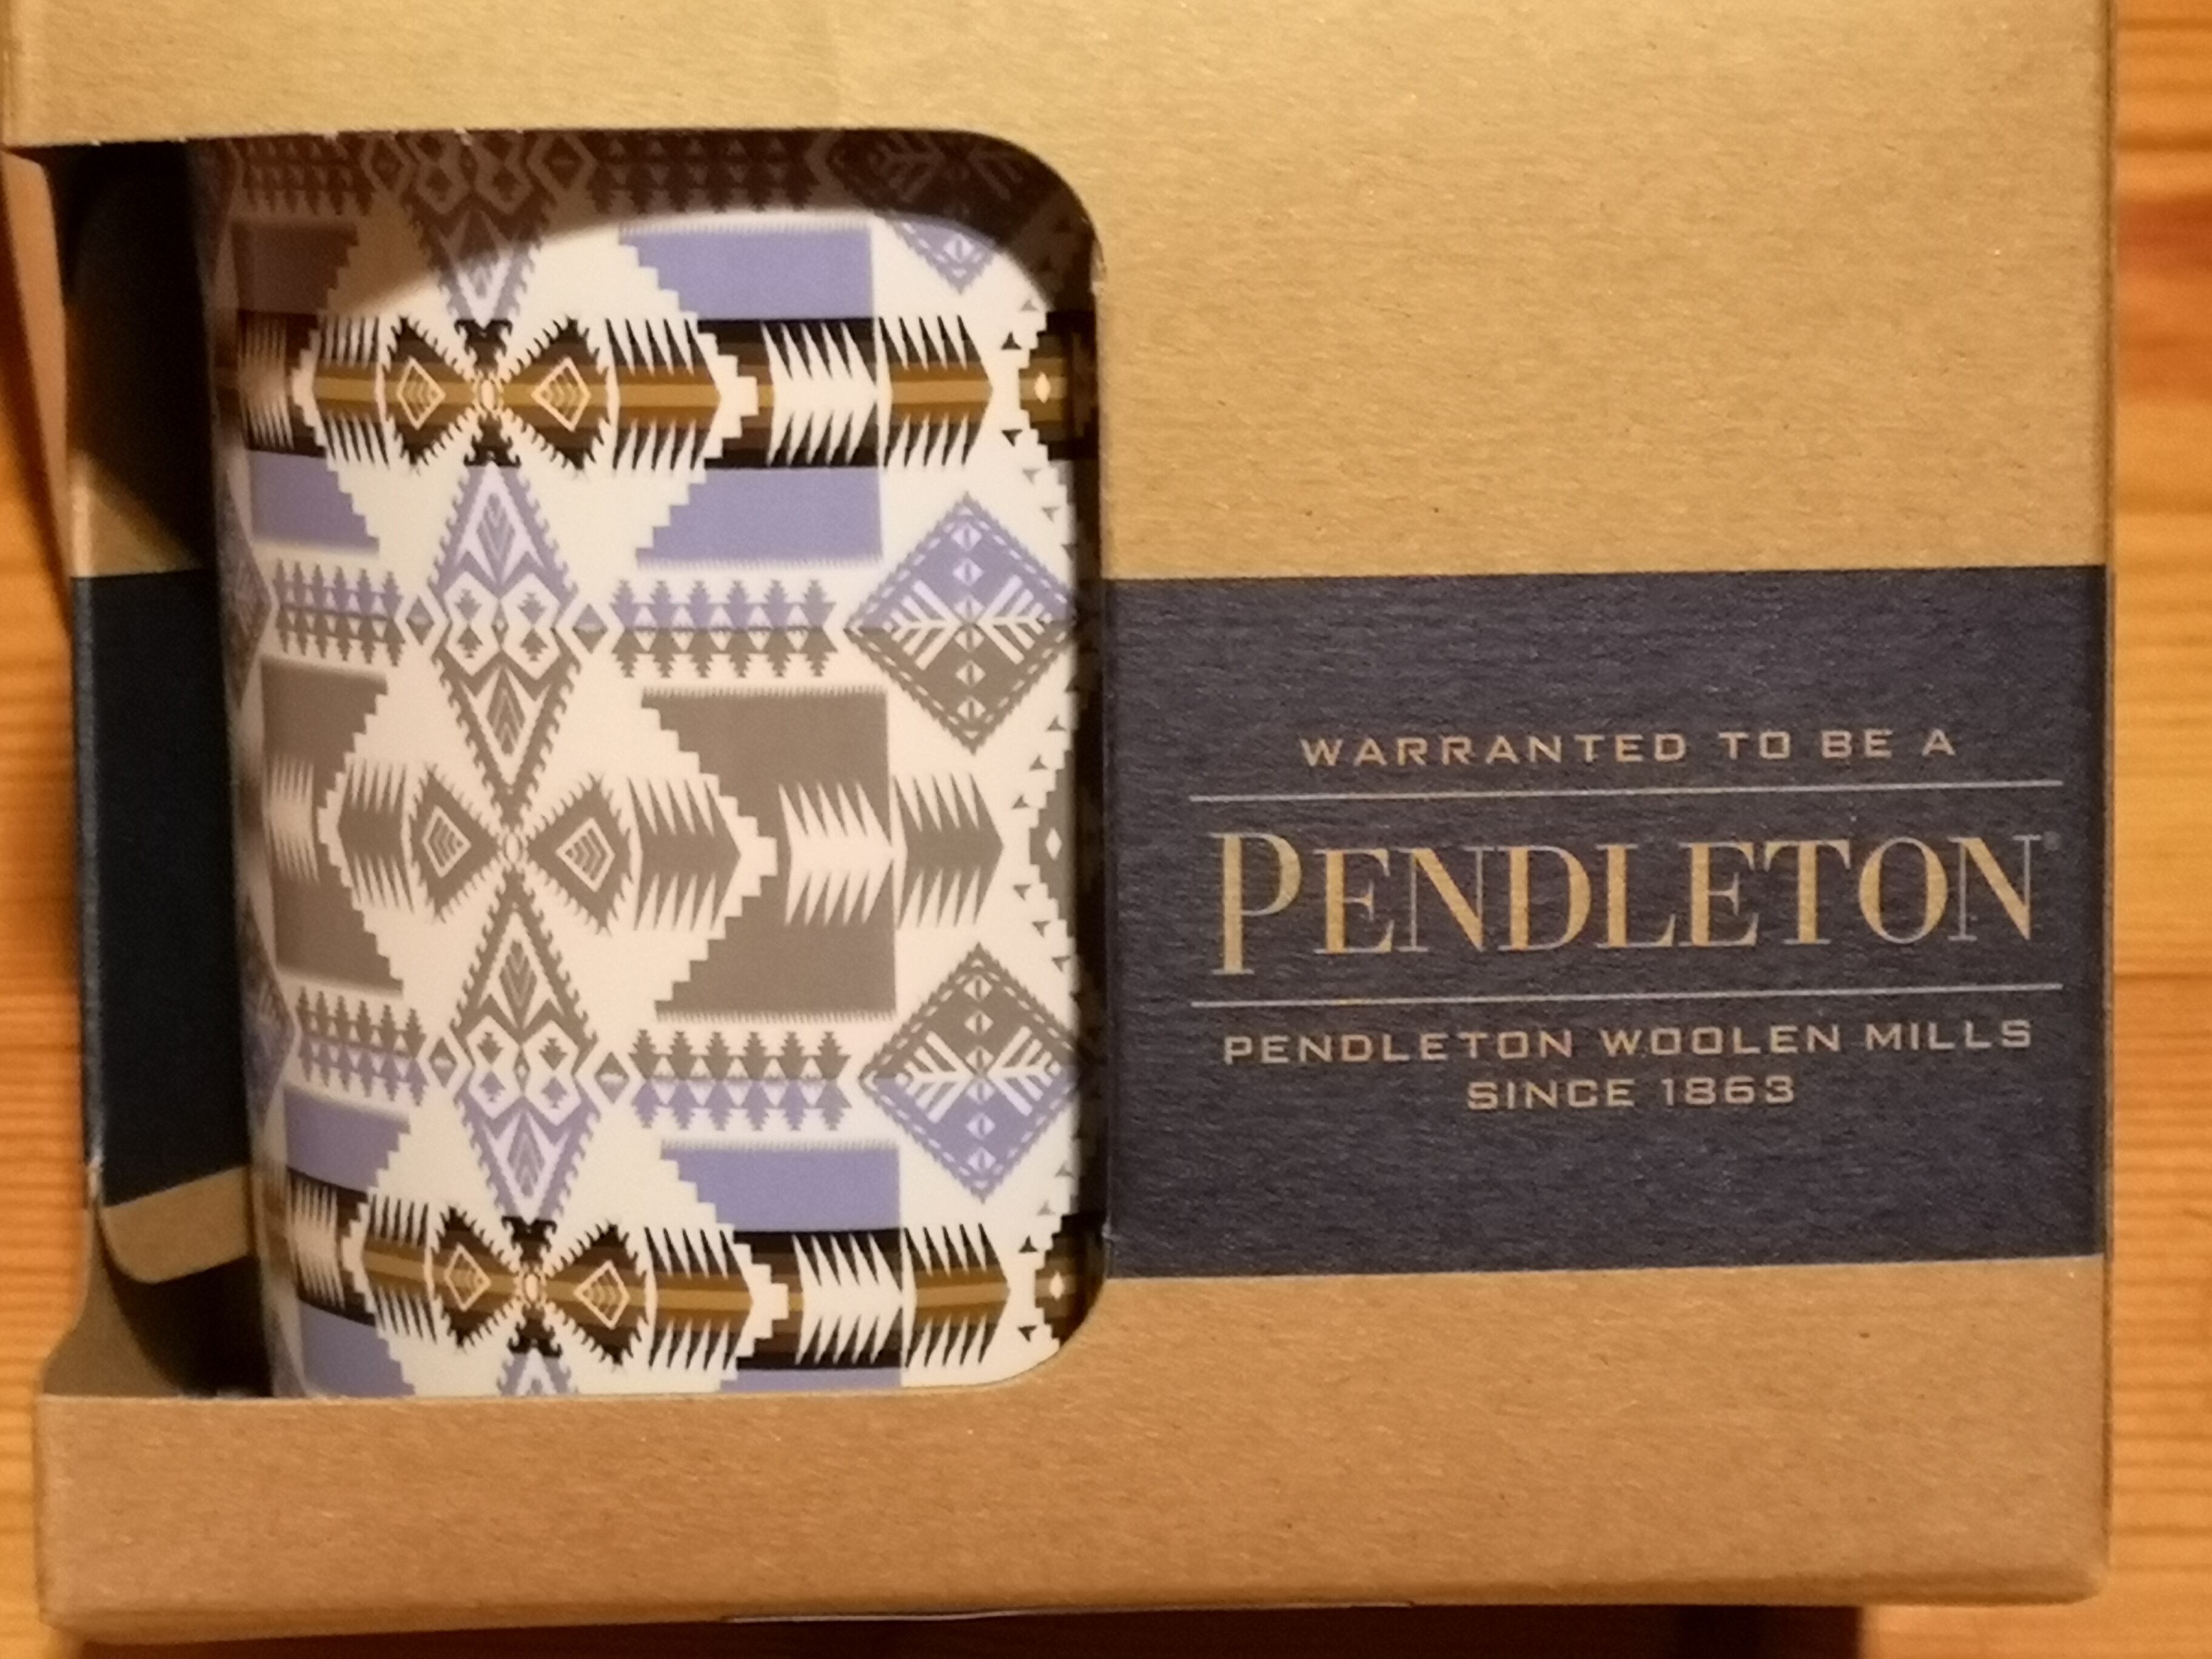 WARRANTED TO BE A
PENDLETON®
PENDLETON WOOLEN MILLS
SINCE 1863